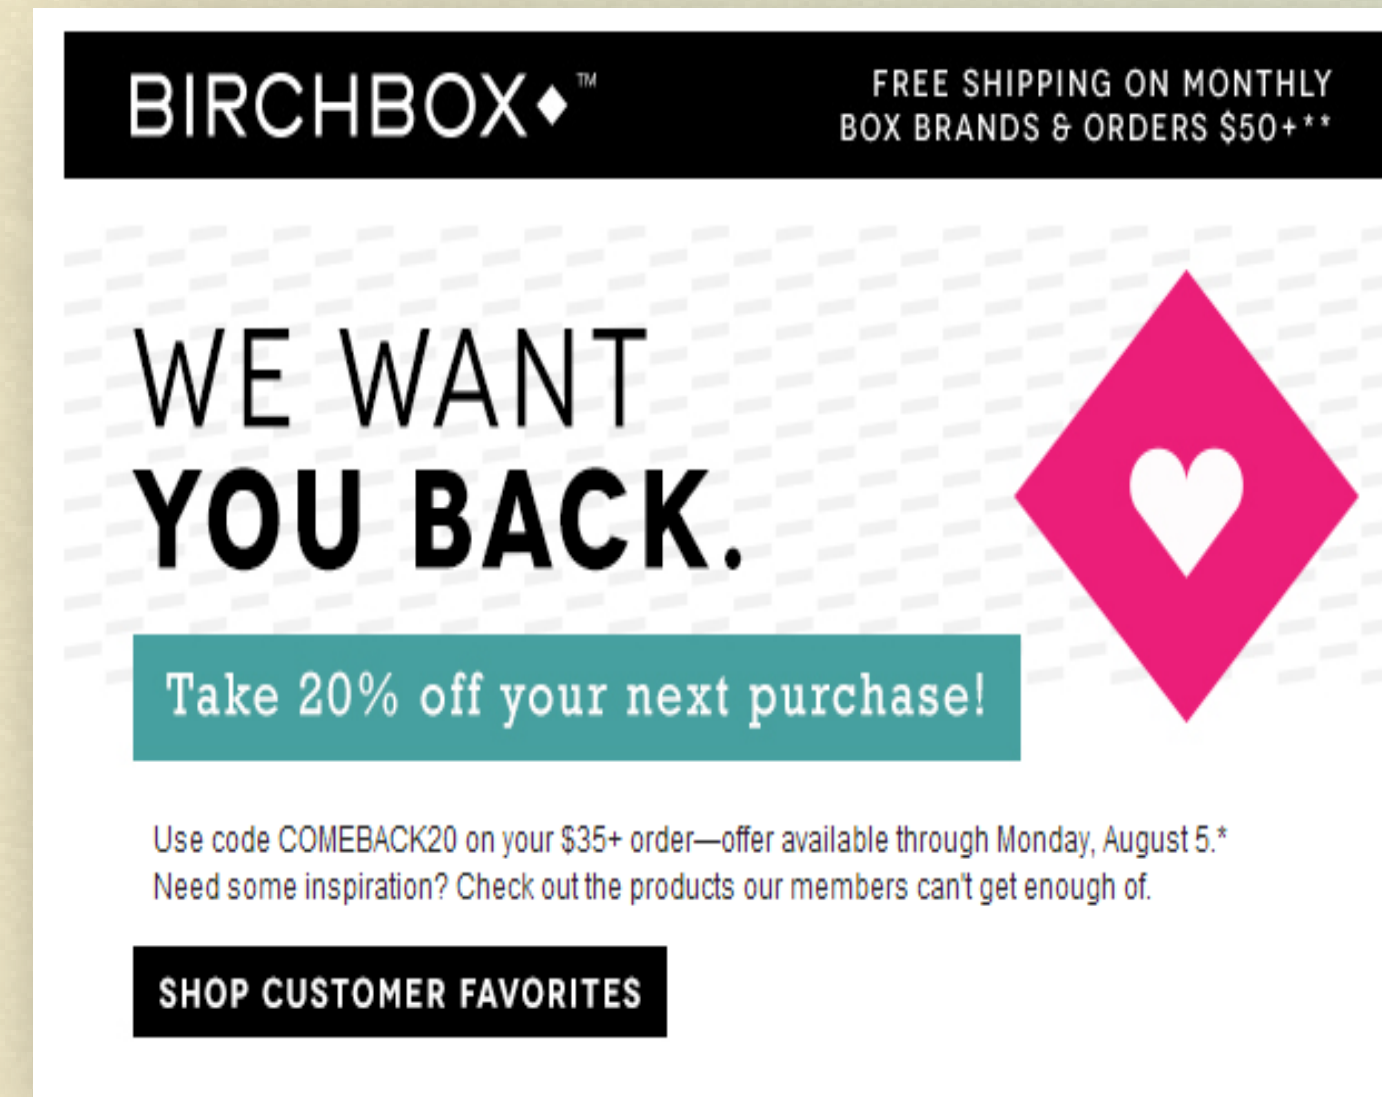 BIRCHBOX♦™
FREE SHIPPING ON MONTHLY
BOX BRANDS & ORDERS $50+**
WE WANT
YOU BACK.
Take 20% off your next purchase!
Use code COMEBACK20 on your $35+ order—offer available through Monday, August 5.*
Need some inspiration? Check out the products our members can't get enough of.
SHOP CUSTOMER FAVORITES